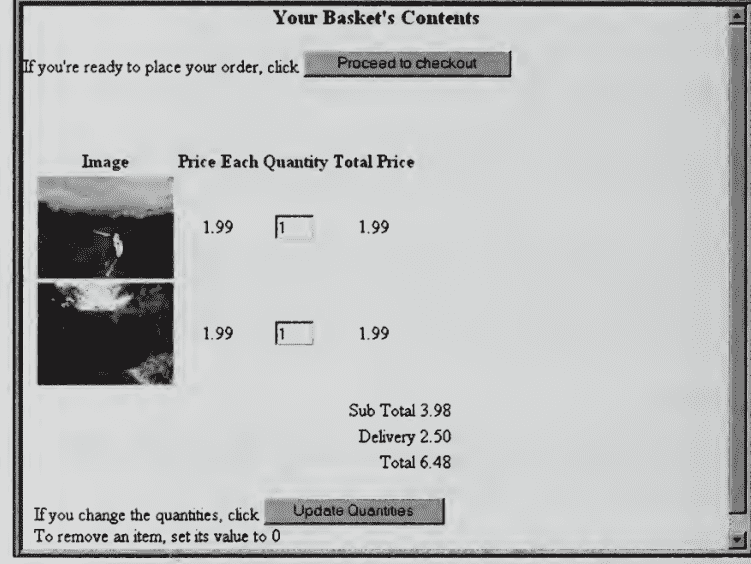 Your Basket's Contents
If you're ready to place your order, click Proceed to checkout
Image Price Each Quantity Total Price
1.99 1 1.99
1.99 1 1.99
Sub Total 3.98
Delivery 2.50
Total 6.48
If you change the quantities, click Update Quantities
To remove an item, set its value to 0